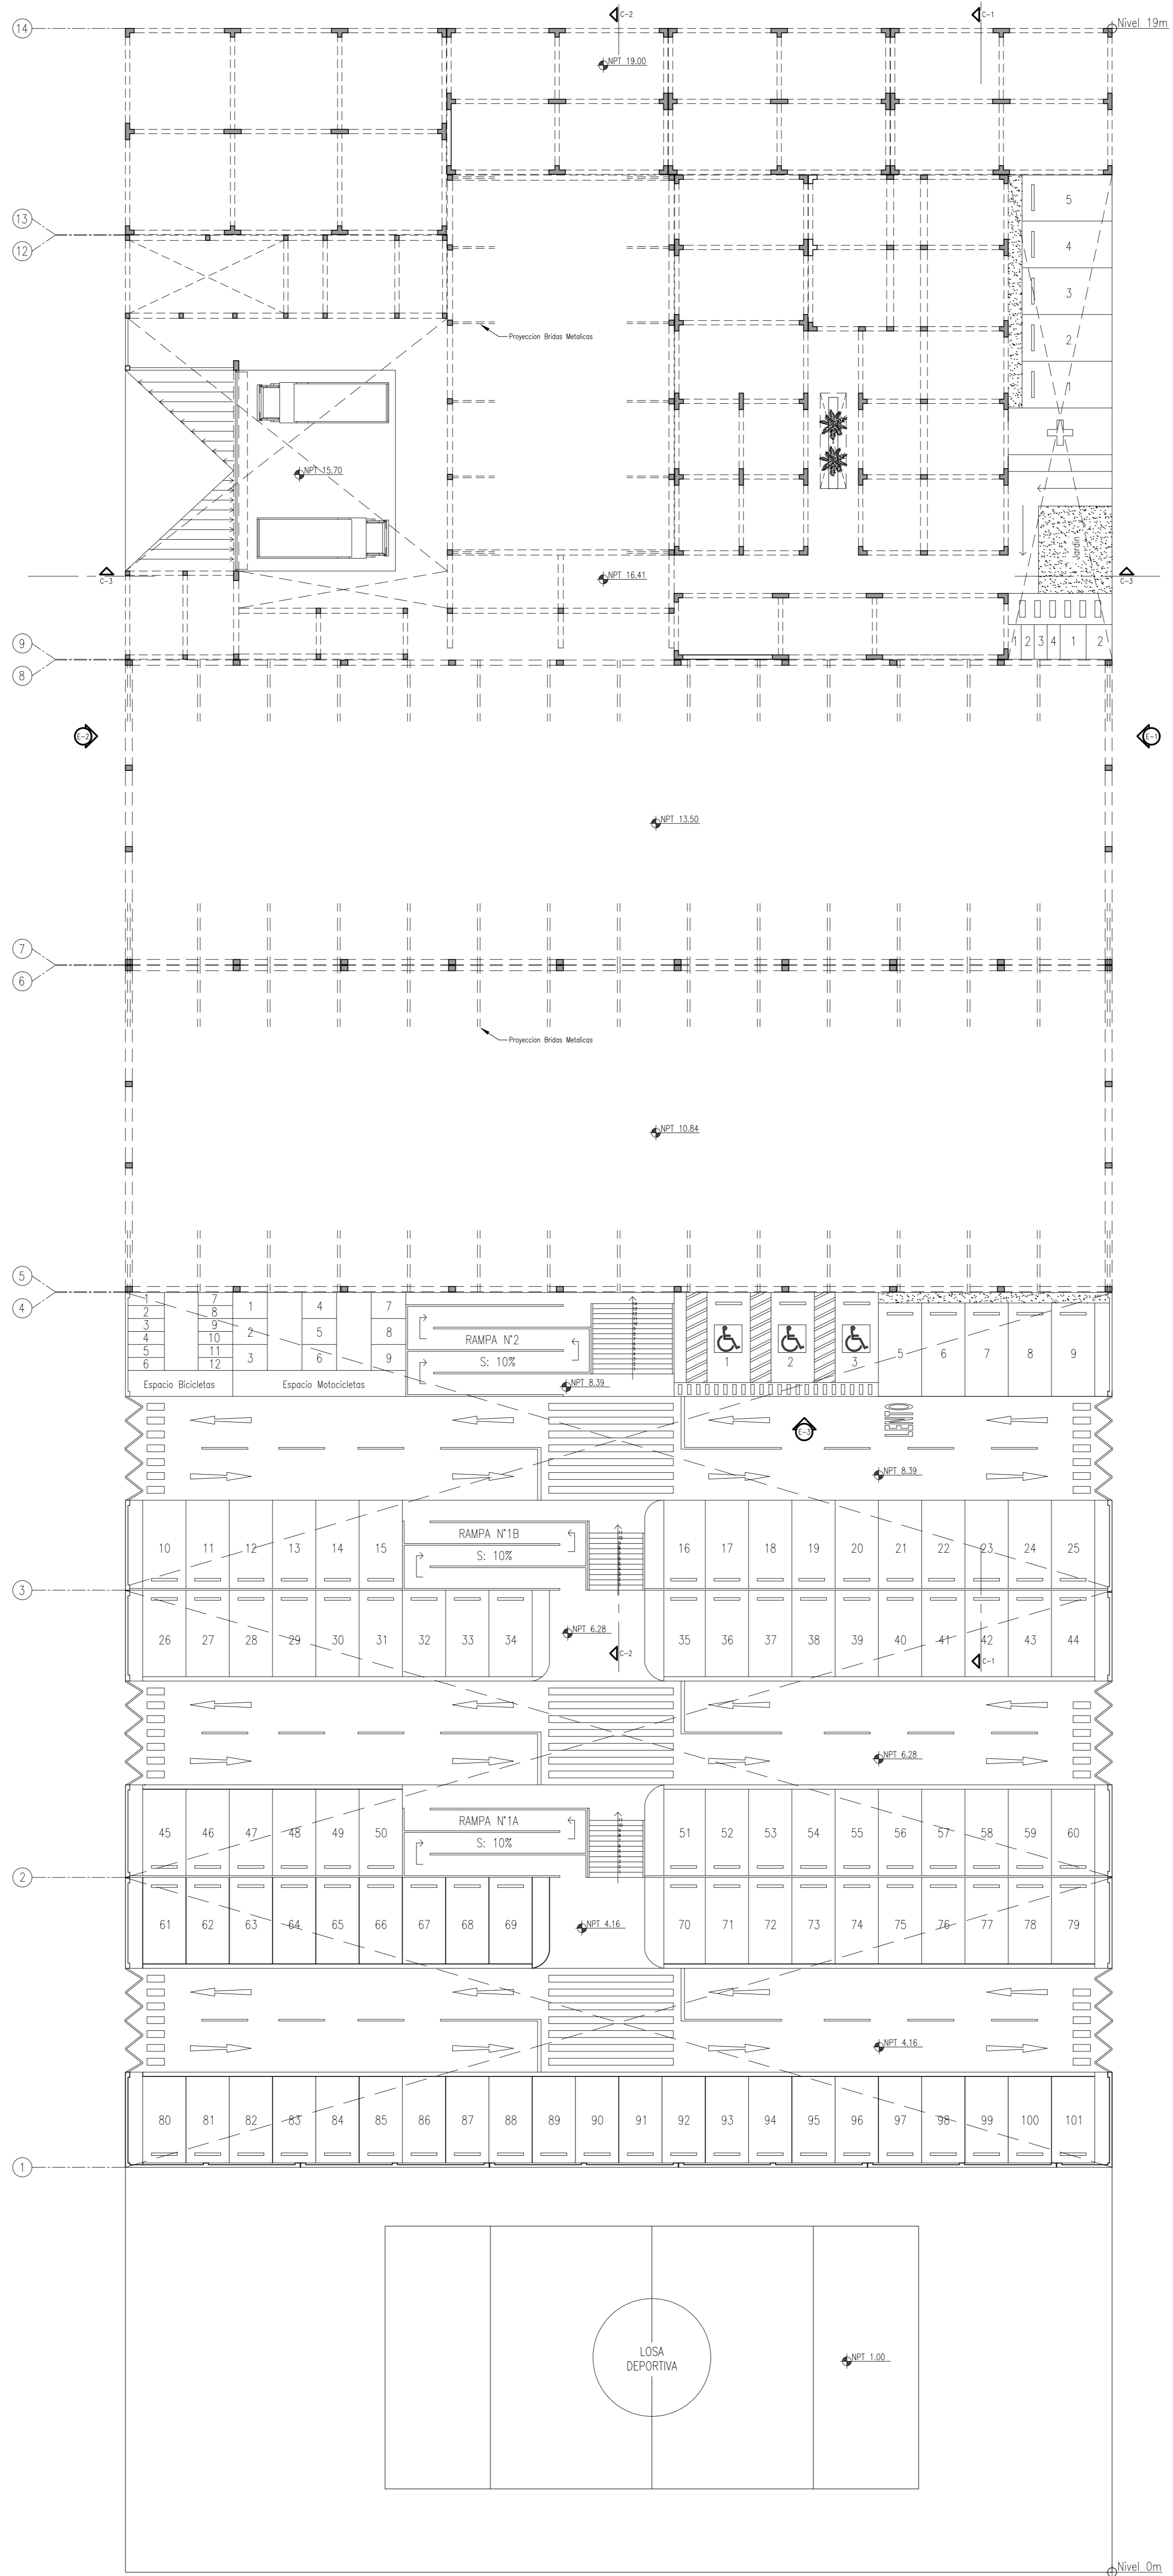 14
C-2
C-1
Nivel 19m
NPT 19.00
5
13
4
12
3
Proyeccion Bridas Metalicas
2
1
NPT 15.70
Jardin
C-3
NPT 16.41
C-3
9
1 2 3 4 1 2
8
E-2
E-1
NPT 13.50
7
6
Proyeccion Bridas Metalicas
NPT 10.84
5
4
1 7 1 4 7
2 8
3 9 2 5 8
4 10
5 11 3 6 9
6 12
RAMPA N°2
S: 10%
1 2 3 5 6 7 8 9
Espacio Bicicletas Espacio Motocicletas
NPT 8.39
E-3
LENTO
NPT 8.39
RAMPA N°1B
S: 10%
10 11 12 13 14 15 16 17 18 19 20 21 22 23 24 25
3
26 27 28 29 30 31 32 33 34 35 36 37 38 39 40 41 42 43 44
NPT 6.28
C-2
C-1
NPT 6.28
RAMPA N°1A
S: 10%
45 46 47 48 49 50 51 52 53 54 55 56 57 58 59 60
2
61 62 63 64 65 66 67 68 69 70 71 72 73 74 75 76 77 78 79
NPT 4.16
NPT 4.16
80 81 82 83 84 85 86 87 88 89 90 91 92 93 94 95 96 97 98 99 100 101
1
LOSA
DEPORTIVA
NPT 1.00
Nivel 0m